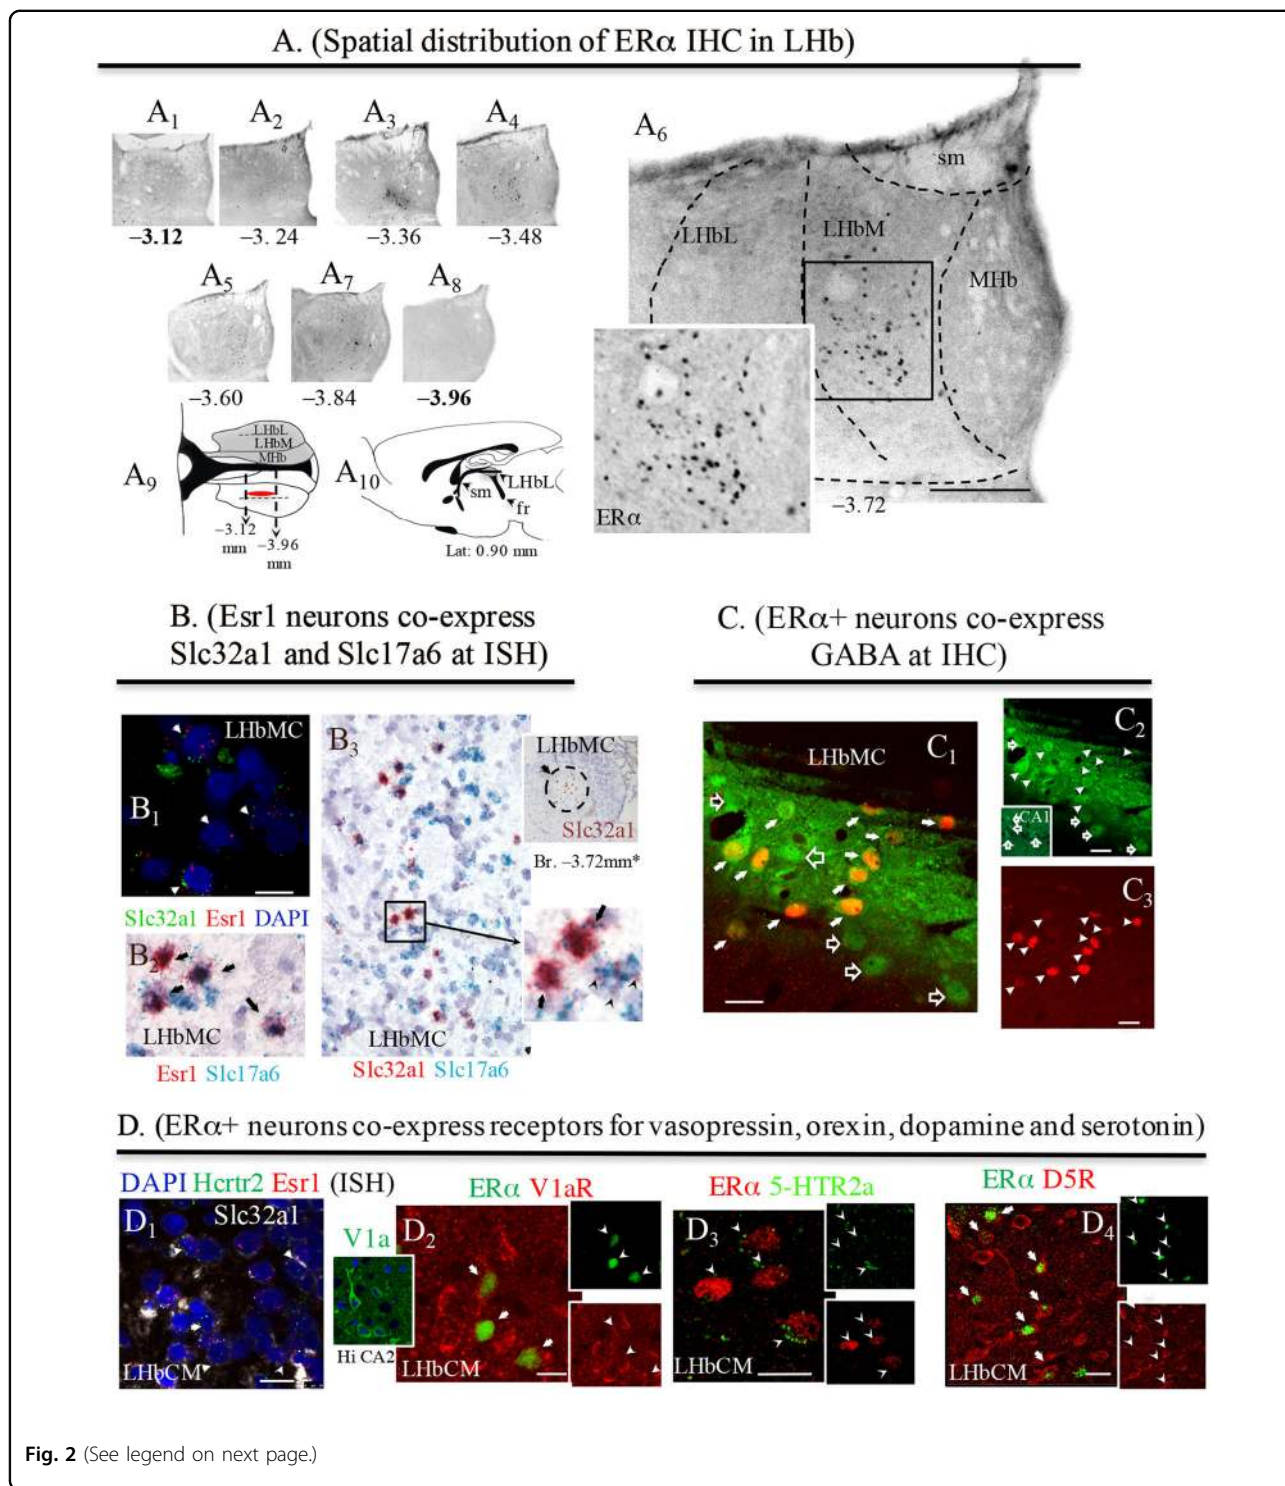 A. (Spatial distribution of ERα IHC in LHb)
A1 A2 A3 A4
−3.12 −3. 24 −3.36 −3.48
A5 A7 A8
−3.60 −3.84 −3.96
A6
sm
LHbL LHbM
MHb
ERα
−3.72
A9
LHbL
LHbM
MHb
−3.12
mm
−3.96
mm
A10
LHbL
sm
fr
Lat: 0.90 mm
B. (Esr1 neurons co-express
Slc32a1 and Slc17a6 at ISH)
LHbMC
B1
Slc32a1 Esr1 DAPI
B2
LHbMC
Esr1 Slc17a6
B3
LHbMC
Slc32a1 Slc17a6
LHbMC
Slc32a1
Br. −3.72mm*
C. (ERα+ neurons co-express
GABA at IHC)
LHbMC C1
C2
CA1
C3
D. (ERα+ neurons co-express receptors for vasopressin, orexin, dopamine and serotonin)
DAPI Hcrtr2 Esr1 (ISH)
D1 Slc32a1
LHbCM
V1a
Hi CA2
ERα V1aR
D2
LHbCM
ERα 5-HTR2a
D3
LHbCM
ERα D5R
D4
LHbCM
Fig. 2 (See legend on next page.)